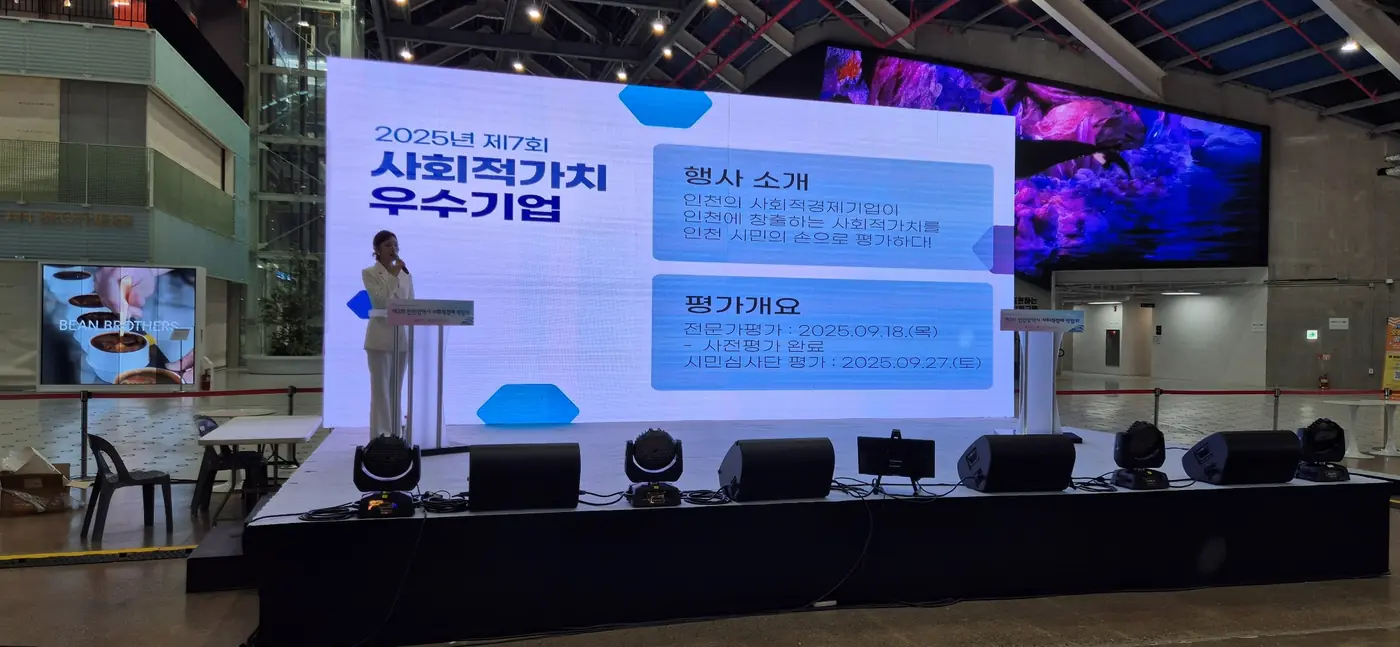 2025년 제7회
사회적가치
우수기업
행사 소개
인천의 사회적경제기업이
인천에 창출하는 사회적가치를
인천 시민의 손으로 평가하다!
평가개요
전문가평가 : 2025.09.18.(목)
- 사전평가 완료
시민심사단 평가 : 2025.09.27.(토)
BEAN BROTHERS